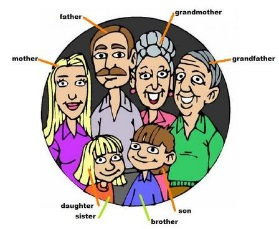 grandmother
father
mother
grandfather
daughter
sister
son
brother